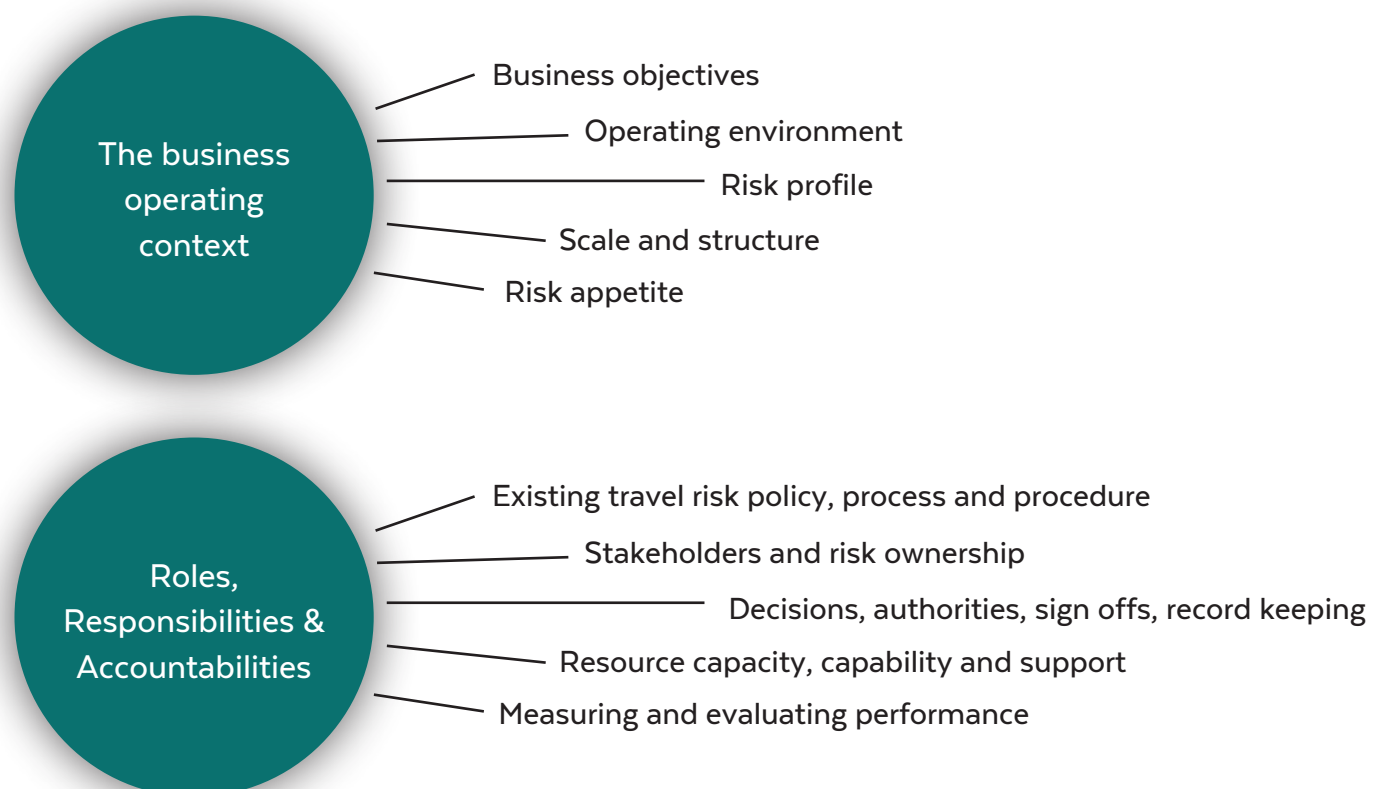 The business
operating
context
Business objectives
Operating environment
Risk profile
Scale and structure
Risk appetite
Roles,
Responsibilities &
Accountabilities
Existing travel risk policy, process and procedure
Stakeholders and risk ownership
Decisions, authorities, sign offs, record keeping
Resource capacity, capability and support
Measuring and evaluating performance